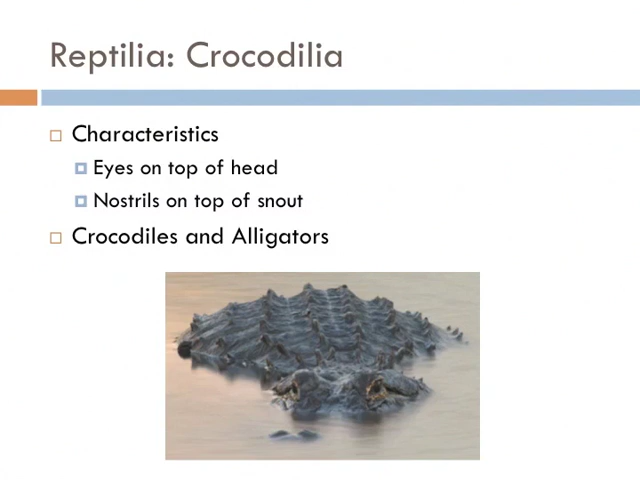 Reptilia: Crocodilia
Characteristics
Eyes on top of head
Nostrils on top of snout
Crocodiles and Alligators